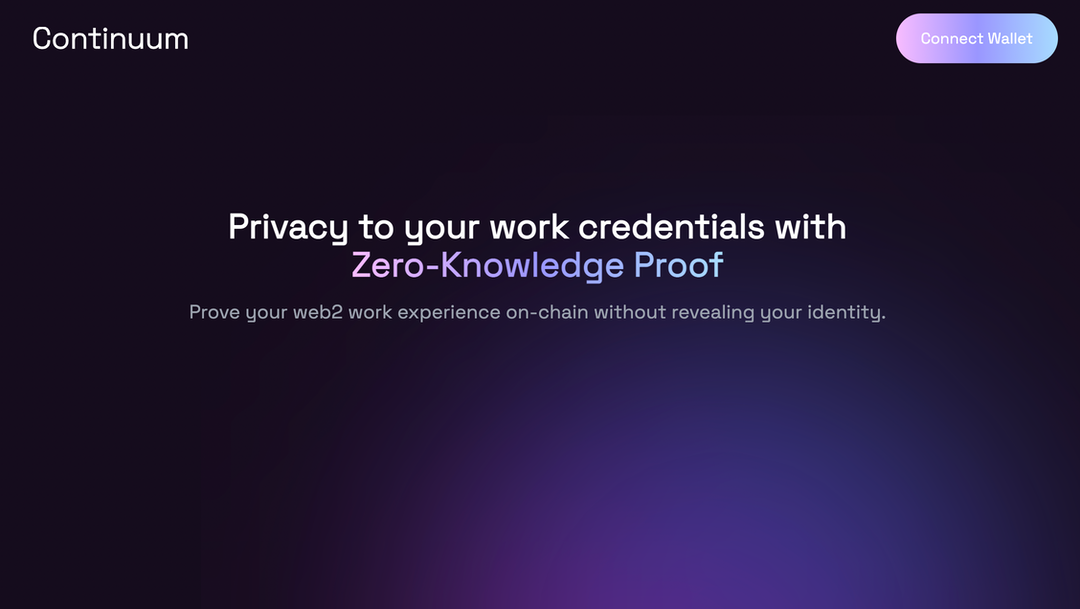 Continuum
Connect Wallet
Privacy to your work credentials with
Zero-Knowledge Proof
Prove your web2 work experience on-chain without revealing your identity.